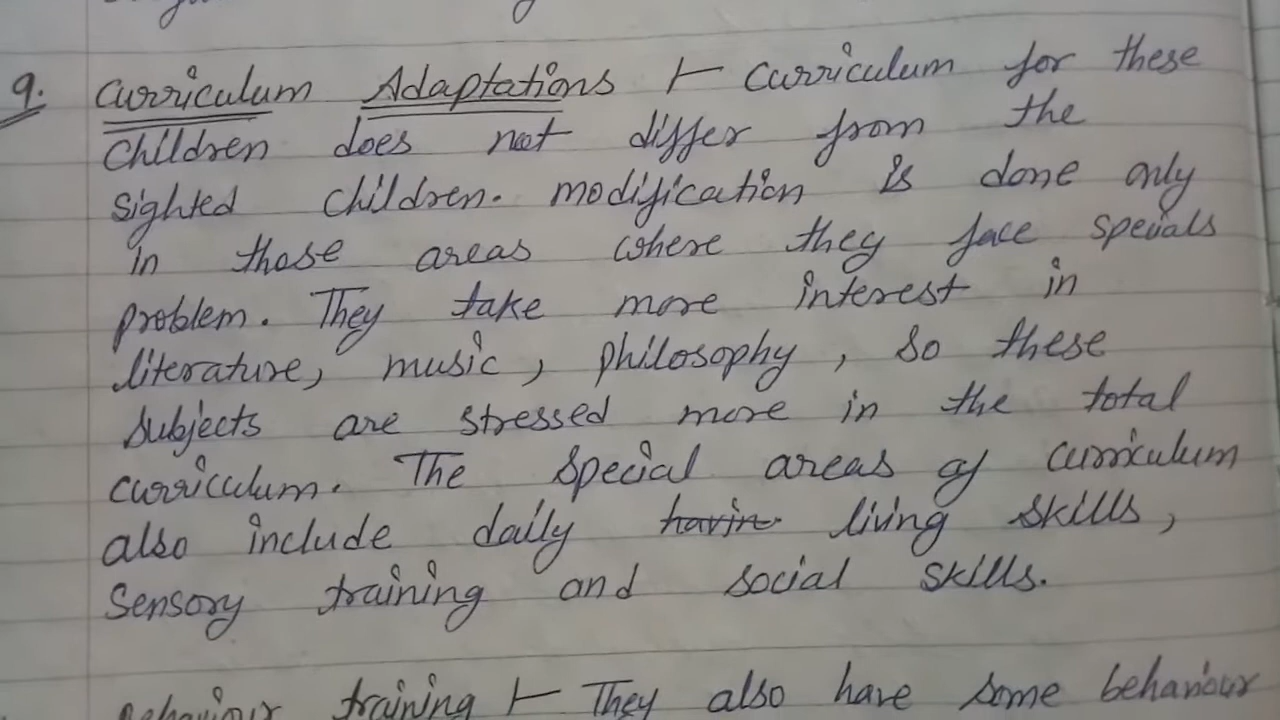 9. Curriculum Adaptations :- Curriculum for these
children does not differ from the
sighted children. modification is done only
in those areas where they face specials
problem. They take more interest in
literature, music, philosophy, so these
subjects are stressed more in the total
curriculum. The special areas of curriculum
also include daily havin living skills,
Sensory training and social skills.
Behaviour training :- They also have some behaviour